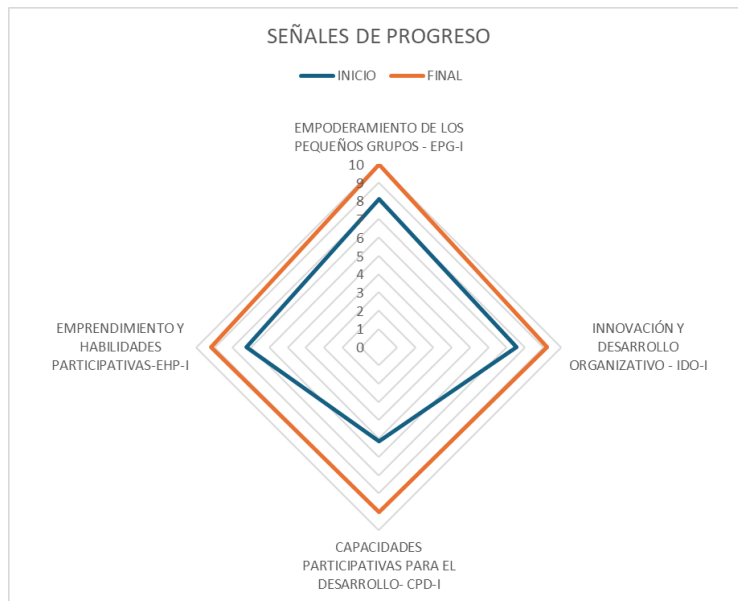 SEÑALES DE PROGRESO
INICIO FINAL
EMPODERAMIENTO DE LOS
PEQUEÑOS GRUPOS - EPG-I
10
9
8
7
6
5
4
3
2
1
0
EMPRENDIMIENTO Y
HABILIDADES
PARTICIPATIVAS-EHP-I
INNOVACIÓN Y
DESARROLLO
ORGANIZATIVO - IDO-I
CAPACIDADES
PARTICIPATIVAS PARA EL
DESARROLLO- CPD-I